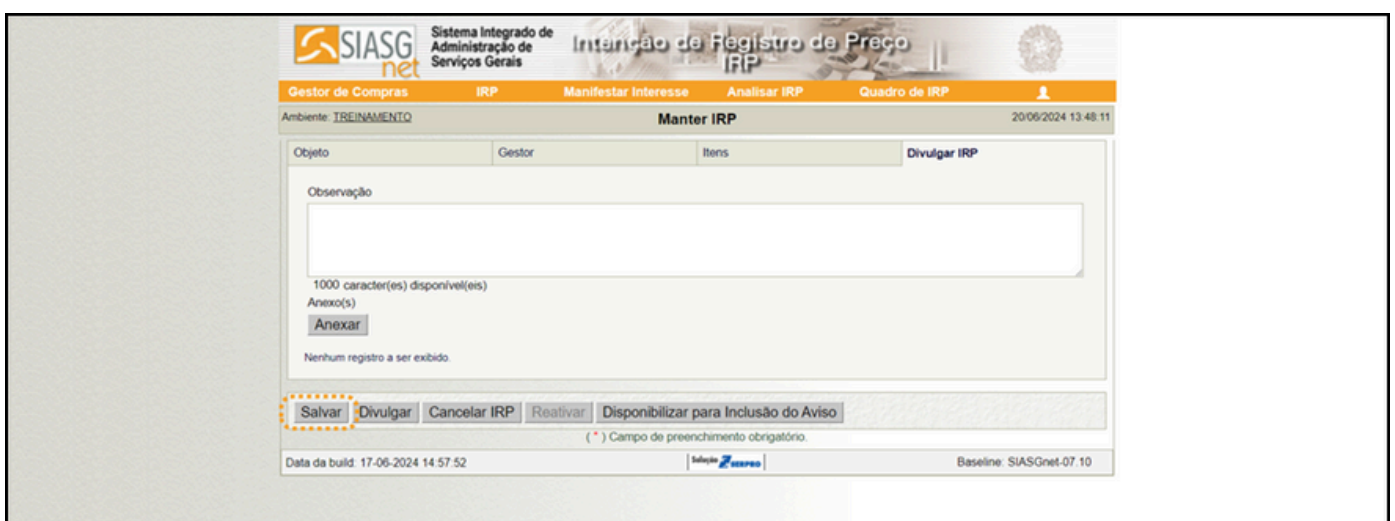 SIASG
net
Sistema Integrado de
Administração de
Serviços Gerais
Intenção de Registro de Preço
IRP
Gestor de Compras IRP Manifestar Interesse Analisar IRP Quadro de IRP
Ambiente: TREINAMENTO Manter IRP 20/06/2024 13:48:11
Objeto Gestor Itens Divulgar IRP
Observação
1000 caracter(es) disponível(eis)
Anexo(s)
Anexar
Nenhum registro a ser exibido.
Salvar Divulgar Cancelar IRP Reativar Disponibilizar para Inclusão do Aviso
( * ) Campo de preenchimento obrigatório.
Data da build: 17-06-2024 14:57:52 Solução SERPRO Baseline: SIASGnet-07.10